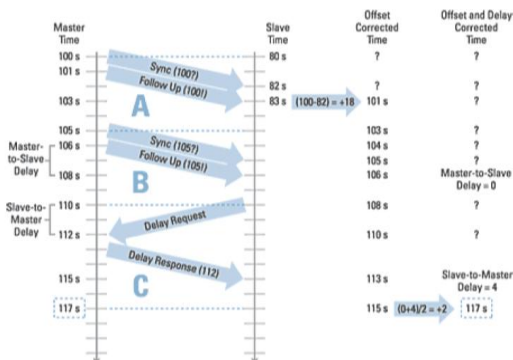 Master
Time
Slave
Time
Offset
Corrected
Time
Offset and Delay
Corrected
Time
100 s
80 s
?
?
Sync (100?)
101 s
Follow Up (100!)
82 s
?
?
103 s
A
83 s
(100-82) = +18
101 s
?
105 s
103 s
?
Master-
to-Slave
Delay
106 s
Sync (105?)
104 s
?
Follow Up (105!)
105 s
?
108 s
B
106 s
Master-to-Slave
Delay = 0
Slave-to-
Master
Delay
110 s
108 s
?
Delay Request
112 s
110 s
?
Delay Response (112)
115 s
C
113 s
Slave-to-Master
Delay = 4
117 s
115 s
(0+4)/2 = +2
117 s